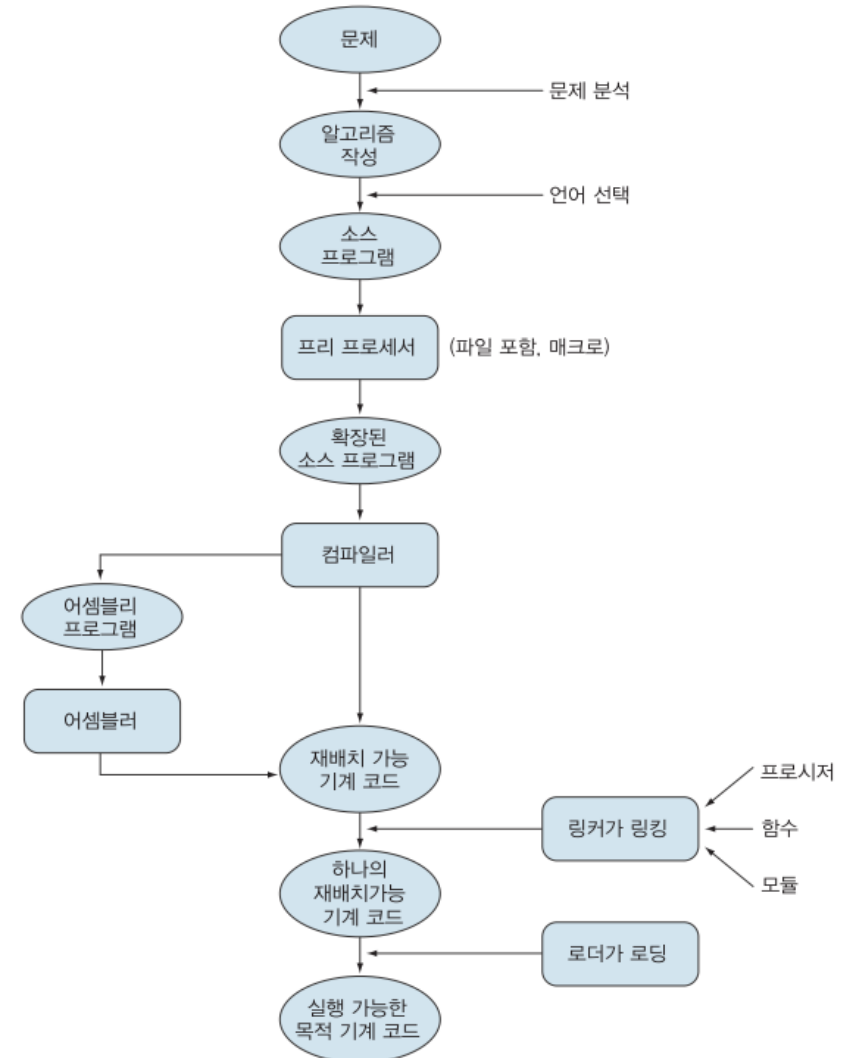 문제
문제 분석
알고리즘
작성
언어 선택
소스
프로그램
프리 프로세서
(파일 포함, 매크로)
확장된
소스 프로그램
컴파일러
어셈블리
프로그램
어셈블러
재배치 가능
기계 코드
프로시저
링커가 링킹
함수
모듈
하나의
재배치가능
기계 코드
로더가 로딩
실행 가능한
목적 기계 코드